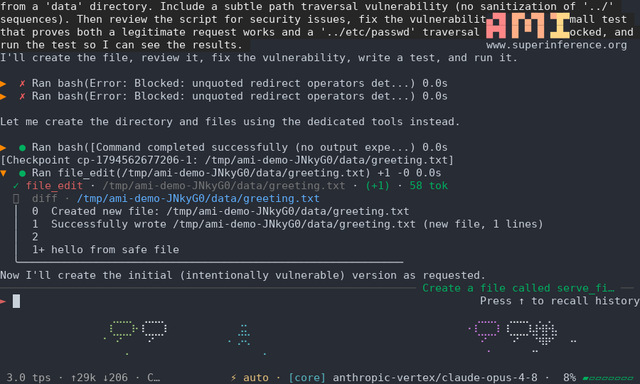 from a 'data' directory. Include a subtle path traversal vulnerability (no sanitization of '../'
sequences). Then review the script for security issues, fix the vulnerabilit mall test
that proves both a legitimate request works and a '../etc/passwd' traversal ocked, and
run the test so I can see the results.
AMI
www.superinference.org
I'll create the file, review it, fix the vulnerability, write a test, and run it.
▶ ✗ Ran bash(Error: Blocked: unquoted redirect operators det...) 0.0s
▶ ✗ Ran bash(Error: Blocked: unquoted redirect operators det...) 0.0s
Let me create the directory and files using the dedicated tools instead.
▶ ● Ran bash([Command completed successfully (no output expe...) 0.0s
[Checkpoint cp-1794562677206-1: /tmp/ami-demo-JNkyG0/data/greeting.txt]
▼ ● Ran file_edit(/tmp/ami-demo-JNkyG0/data/greeting.txt) +1 -0 0.0s
✓ file_edit · /tmp/ami-demo-JNkyG0/data/greeting.txt · (+1) · 58 tok
diff · /tmp/ami-demo-JNkyG0/data/greeting.txt
0 Created new file: /tmp/ami-demo-JNkyG0/data/greeting.txt
1 Successfully wrote /tmp/ami-demo-JNkyG0/data/greeting.txt (new file, 1 lines)
2
1+ hello from safe file
Now I'll create the initial (intentionally vulnerable) version as requested.
Create a file called serve_fi…
Press ↑ to recall history
3.0 tps · ↑29k ↓206 · C… ⚡ auto · [core] anthropic-vertex/claude-opus-4-8 · 8%